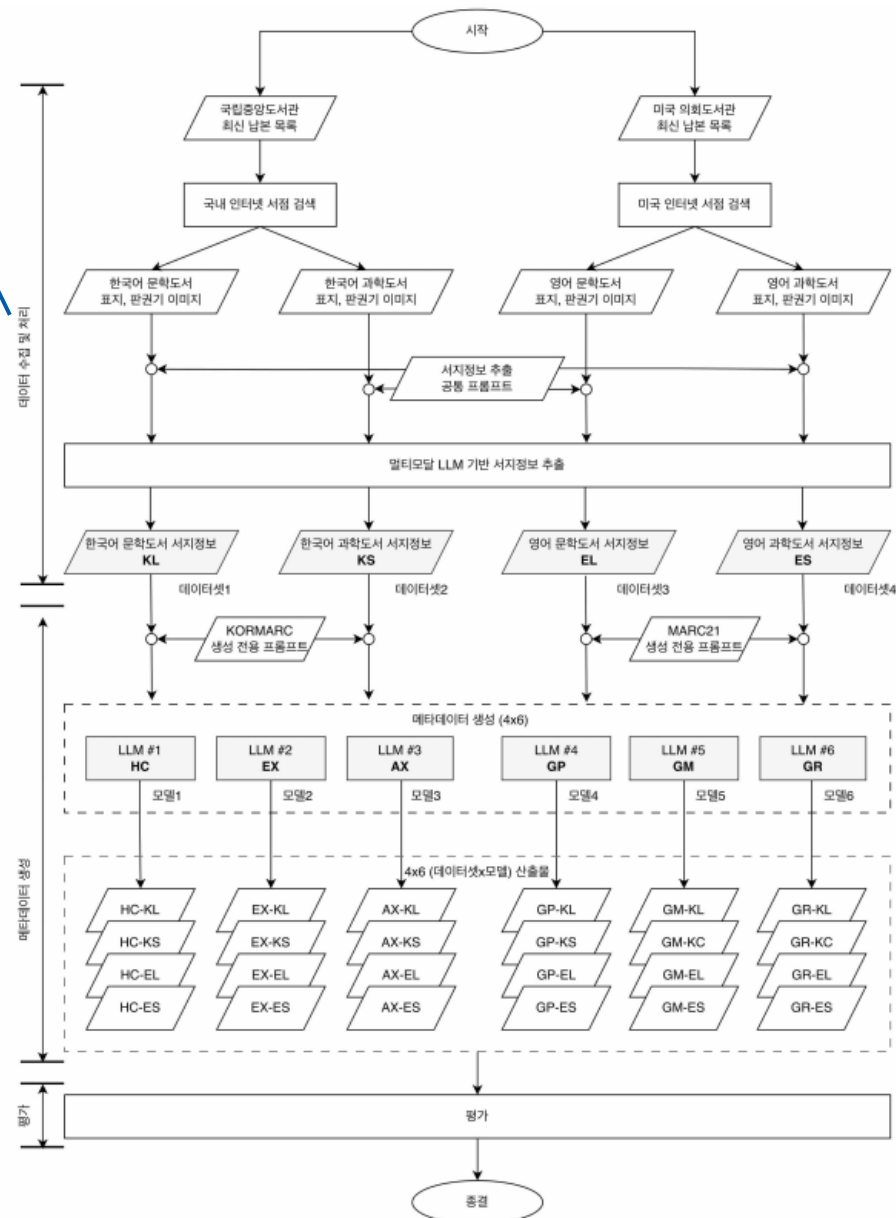 시작
국립중앙도서관
최신 납본 목록
미국 의회도서관
최신 납본 목록
국내 인터넷 서점 검색
미국 인터넷 서점 검색
한국어 문학도서
표지, 판권기 이미지
한국어 과학도서
표지, 판권기 이미지
영어 문학도서
표지, 판권기 이미지
영어 과학도서
표지, 판권기 이미지
데이터 수집 및 처리
서지정보 추출
공통 프롬프트
멀티모달 LLM 기반 서지정보 추출
한국어 문학도서 서지정보
KL
한국어 과학도서 서지정보
KS
영어 문학도서 서지정보
EL
영어 과학도서 서지정보
ES
데이터셋1
데이터셋2
데이터셋3
데이터셋4
KORMARC
생성 전용 프롬프트
MARC21
생성 전용 프롬프트
메타데이터 생성 (4x6)
LLM #1
HC
LLM #2
EX
LLM #3
AX
LLM #4
GP
LLM #5
GM
LLM #6
GR
모델1
모델2
모델3
모델4
모델5
모델6
메타데이터 생성
4x6 (데이터셋x모델) 산출물
HC-KL
EX-KL
AX-KL
GP-KL
GM-KL
GR-KL
HC-KS
EX-KS
AX-KS
GP-KS
GM-KC
GR-KC
HC-EL
EX-EL
AX-EL
GP-EL
GM-EL
GR-EL
HC-ES
EX-ES
AX-ES
GP-ES
GM-ES
GR-ES
평가
평가
종결